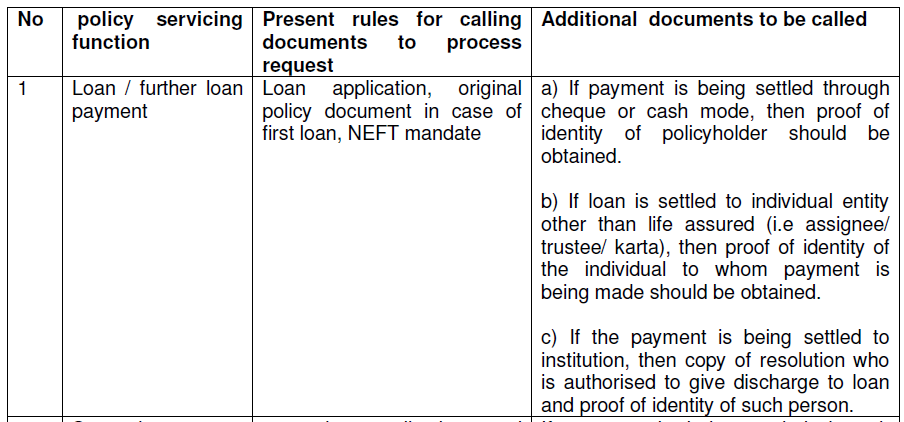 No
policy servicing
function
Present rules for calling
documents to process
request
Additional documents to be called
1
Loan / further loan
payment
Loan application, original
policy document in case of
first loan, NEFT mandate
a) If payment is being settled through
cheque or cash mode, then proof of
identity of policyholder should be
obtained.
b) If loan is settled to individual entity
other than life assured (i.e assignee/
trustee/ karta), then proof of identity of
the individual to whom payment is
being made should be obtained.
c) If the payment is being settled to
institution, then copy of resolution who
is authorised to give discharge to loan
and proof of identity of such person.